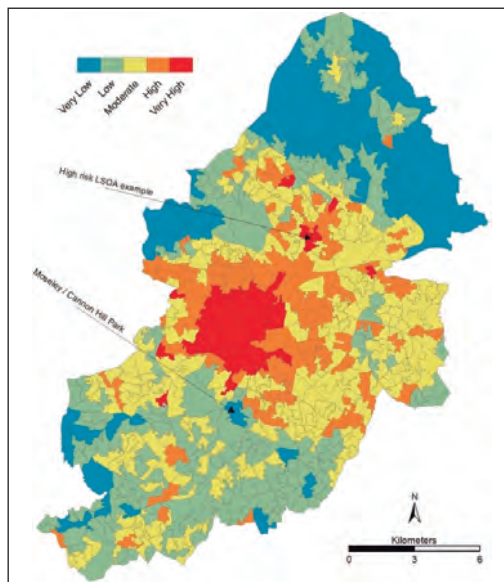 Very Low
Low
Moderate
High
Very High
High risk LSOA example
Moseley / Cannon Hill Park
N
Kilometers
0 3 6